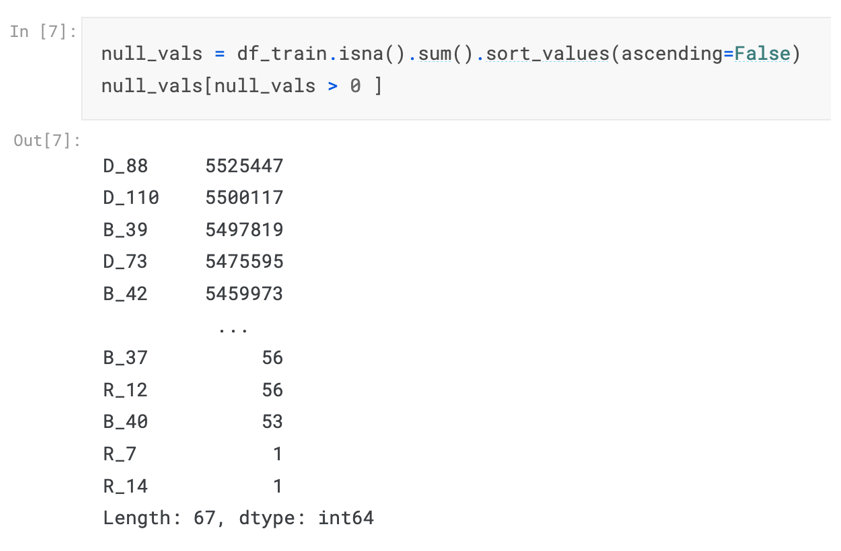 In [7]:
null_vals = df_train.isna().sum().sort_values(ascending=False)
null_vals[null_vals > 0 ]
Out[7]:
D_88 5525447
D_110 5500117
B_39 5497819
D_73 5475595
B_42 5459973
...
B_37 56
R_12 56
B_40 53
R_7 1
R_14 1
Length: 67, dtype: int64